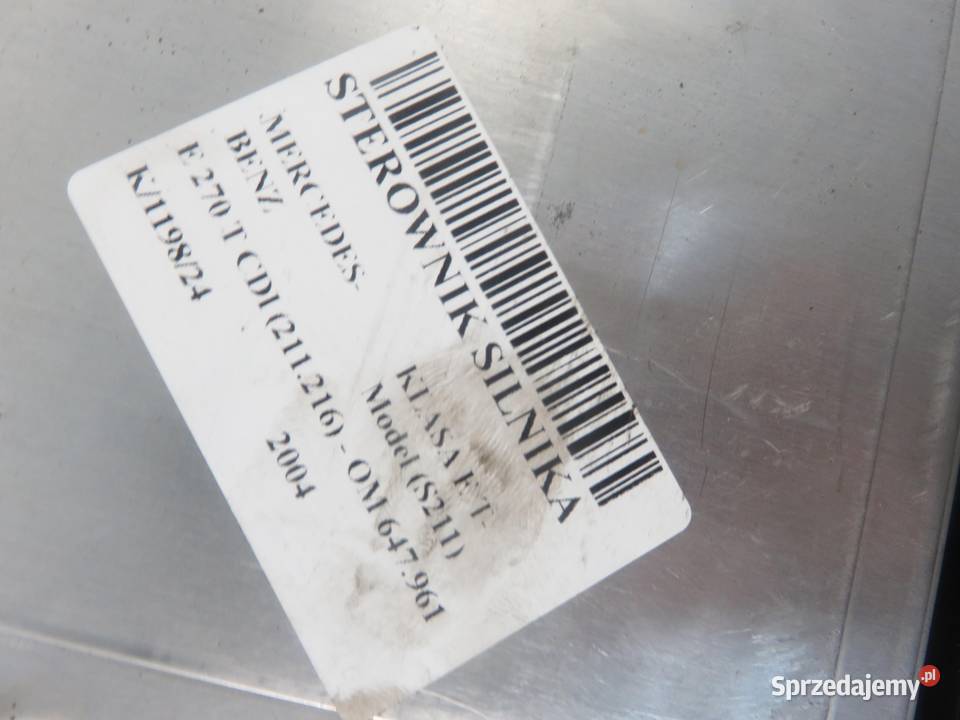 STEROWNIK SILNIKA
MERCEDES-
BENZ
KLASA E T-
Model (S211)
E 270 T CDI (211.216) - OM 647.961
K/1198/24
2004
Sprzedajemy.pl